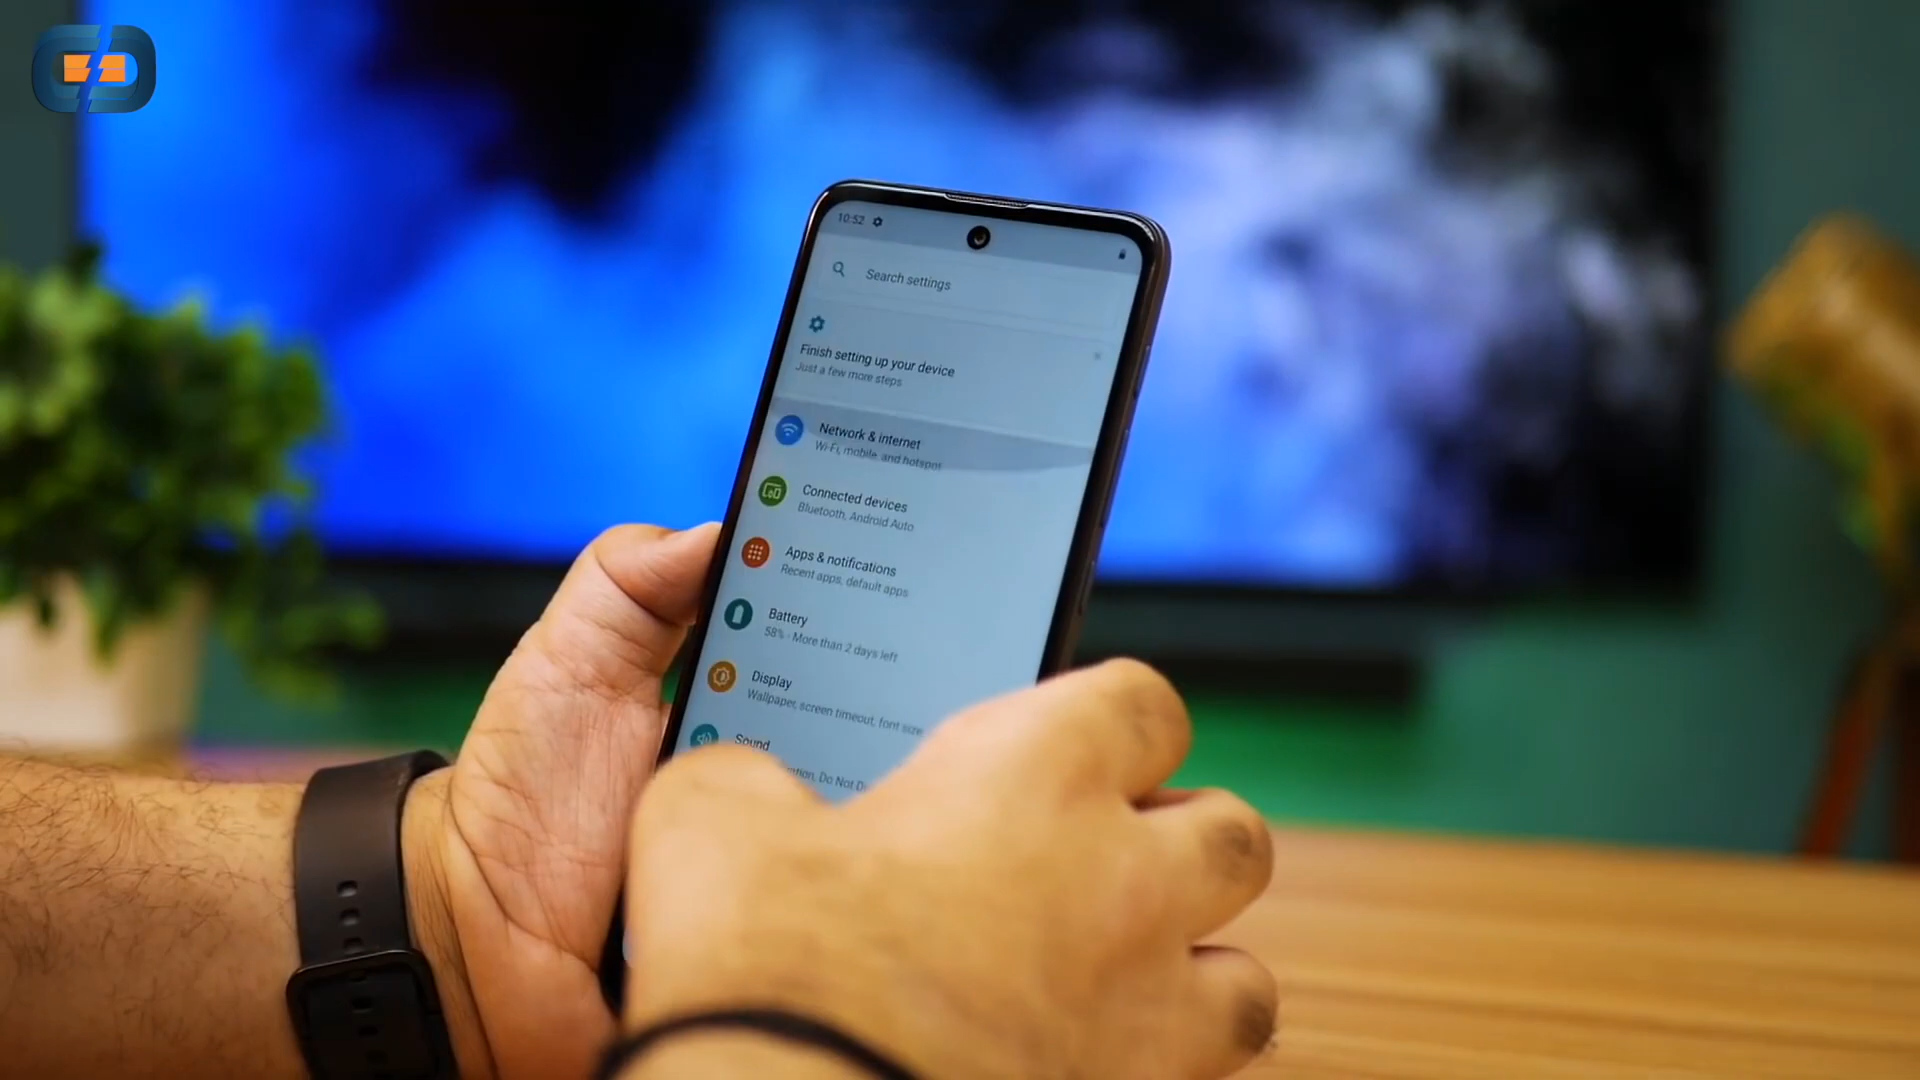 10:52
Search settings
Finish setting up your device
Just a few more steps
Network & internet
Wi-Fi, mobile, and hotspot
Connected devices
Bluetooth, Android Auto
Apps & notifications
Recent apps, default apps
Battery
58% - More than 2 days left
Display
Wallpaper, screen timeout, font size
Sound
Do Not D